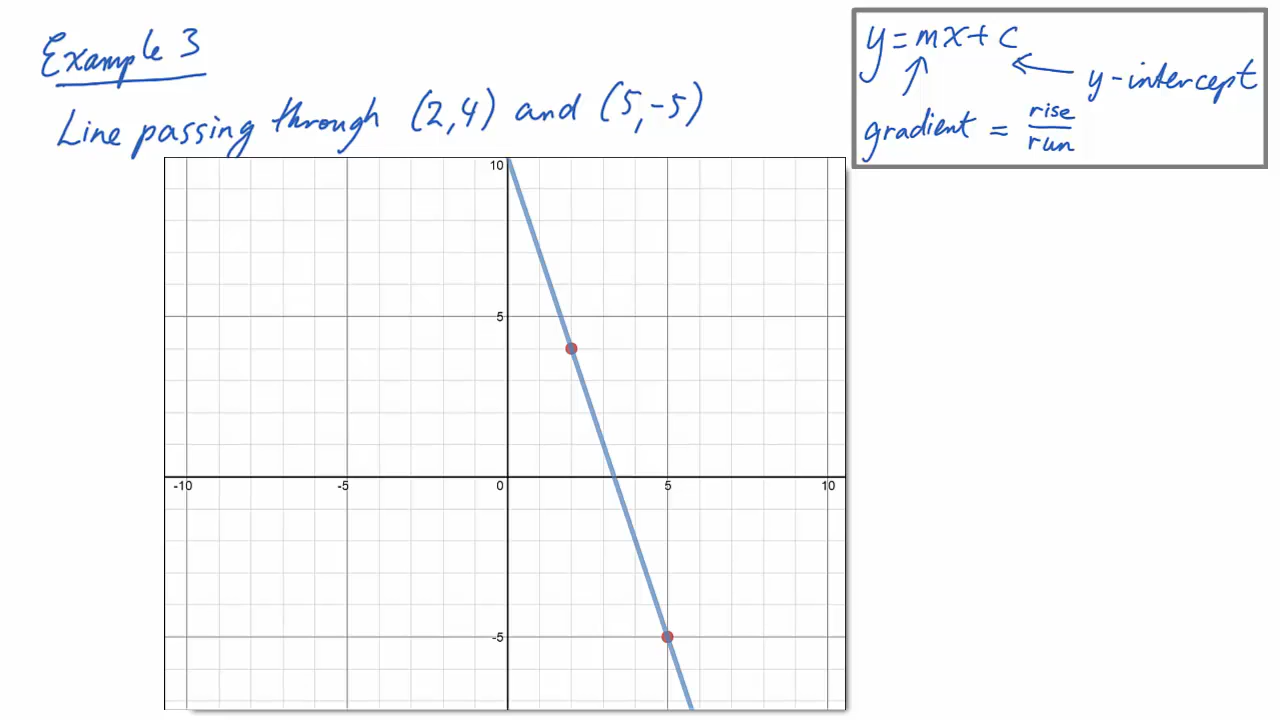 Example 3
Line passing through (2,4) and (5,-5)
y = mx + c
y-intercept
gradient = rise/run
10
5
-10 -5 0 5 10
-5